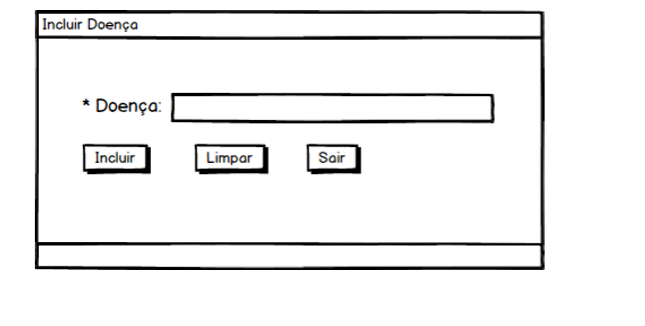 Incluir Doença
* Doença:
Incluir Limpar Sair